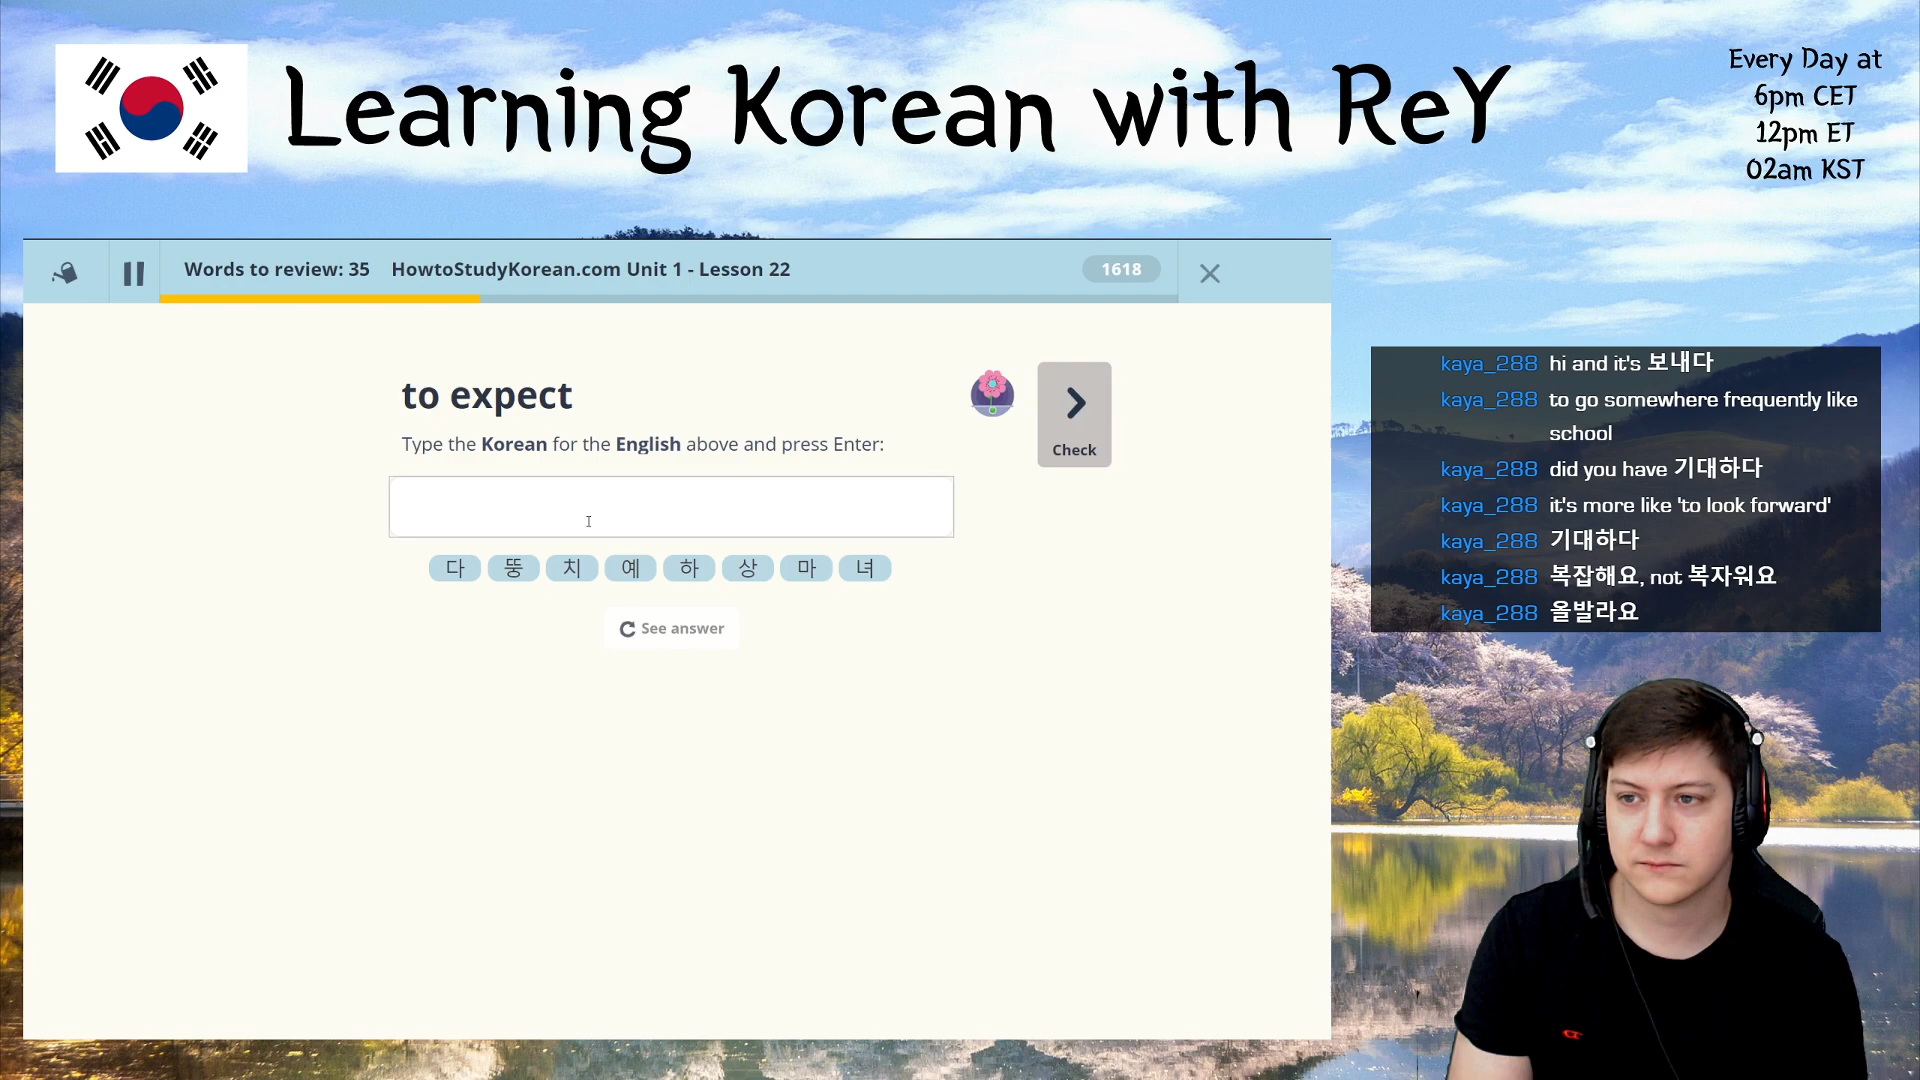 Learning Korean with ReY
Every Day at
6pm CET
12pm ET
02am KST
Words to review: 35 HowtoStudyKorean.com Unit 1 - Lesson 22 1618
to expect
Type the Korean for the English above and press Enter:
Check
다 뚱 치 예 하 상 마 녀
See answer
kaya_288 hi and it's 보내다
kaya_288 to go somewhere frequently like
school
kaya_288 did you have 기대하다
kaya_288 it's more like 'to look forward'
kaya_288 기대하다
kaya_288 복잡해요, not 복자워요
kaya_288 올발라요